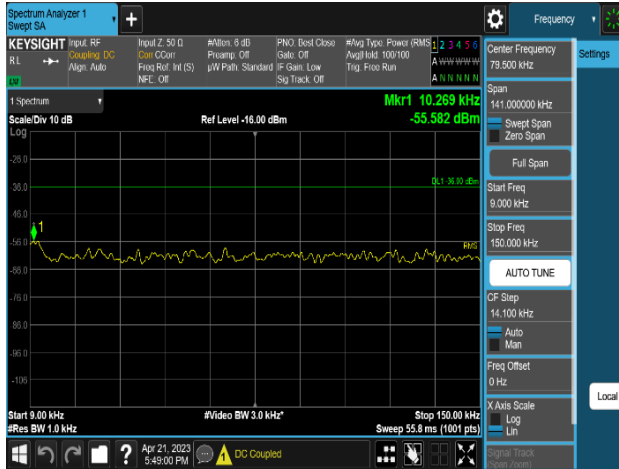 Spectrum Analyzer 1
Swept SA
+
Frequency
KEYSIGHT
RL
Input: RF
Coupling: DC
Align: Auto
Input Z: 50 Ω
Corr CCorr
Freq Ref: Int (S)
NFE: Off
#Atten: 6 dB
Preamp: Off
µW Path: Standard
PNO: Best Close
Gate: Off
IF Gain: Low
Sig Track: Off
#Avg Type: Power (RMS
Avg|Hold: 100/100
Trig: Free Run
1 2 3 4 5 6
A W W W W W
A N N N N N
1 Spectrum
Scale/Div 10 dB
Log
Ref Level -16.00 dBm
Mkr1 10.269 kHz
-55.582 dBm
-26.0
-36.0
-46.0
-56.0
-66.0
-76.0
-86.0
-96.0
-106
DL1 -36.00 dBm
1
RMS
Start 9.00 kHz
#Res BW 1.0 kHz
#Video BW 3.0 kHz*
Stop 150.00 kHz
Sweep 55.8 ms (1001 pts)
Center Frequency
79.500 kHz
Span
141.000000 kHz
Swept Span
Zero Span
Full Span
Start Freq
9.000 kHz
Stop Freq
150.000 kHz
AUTO TUNE
CF Step
14.100 kHz
Auto
Man
Freq Offset
0 Hz
X Axis Scale
Log
Lin
Signal Track
(Span Zoom)
Settings
Local
?
Apr 21, 2023
5:49:00 PM
DC Coupled